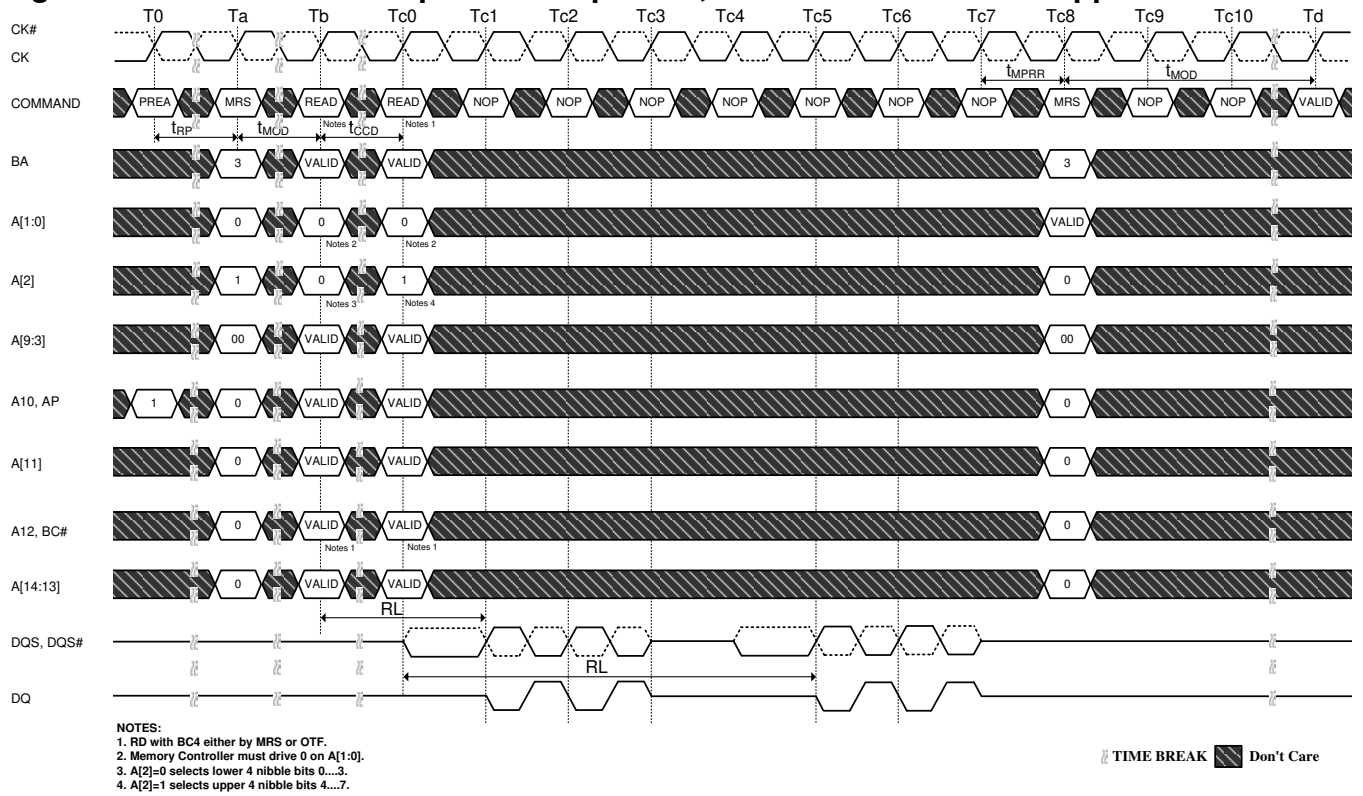 T0 Ta Tb Tc0 Tc1 Tc2 Tc3 Tc4 Tc5 Tc6 Tc7 Tc8 Tc9 Tc10 Td
CK#
CK
tMPRR tMOD
COMMAND PREA MRS READ READ NOP NOP NOP NOP NOP NOP NOP MRS NOP NOP VALID
Notes Notes 1
tRP tMOD tCCD
BA 3 VALID VALID 3
A[1:0] 0 0 0 VALID
Notes 2 Notes 2
A[2] 1 0 1 0
Notes 3 Notes 4
A[9:3] 00 VALID VALID 00
A10, AP 1 0 VALID VALID 0
A[11] 0 VALID VALID 0
A12, BC# 0 VALID VALID 0
Notes 1 Notes 1
A[14:13] 0 VALID VALID 0
RL
DQS, DQS#
RL
DQ
NOTES:
1. RD with BC4 either by MRS or OTF.
2. Memory Controller must drive 0 on A[1:0].
3. A[2]=0 selects lower 4 nibble bits 0....3.
4. A[2]=1 selects upper 4 nibble bits 4....7.
TIME BREAK Don't Care